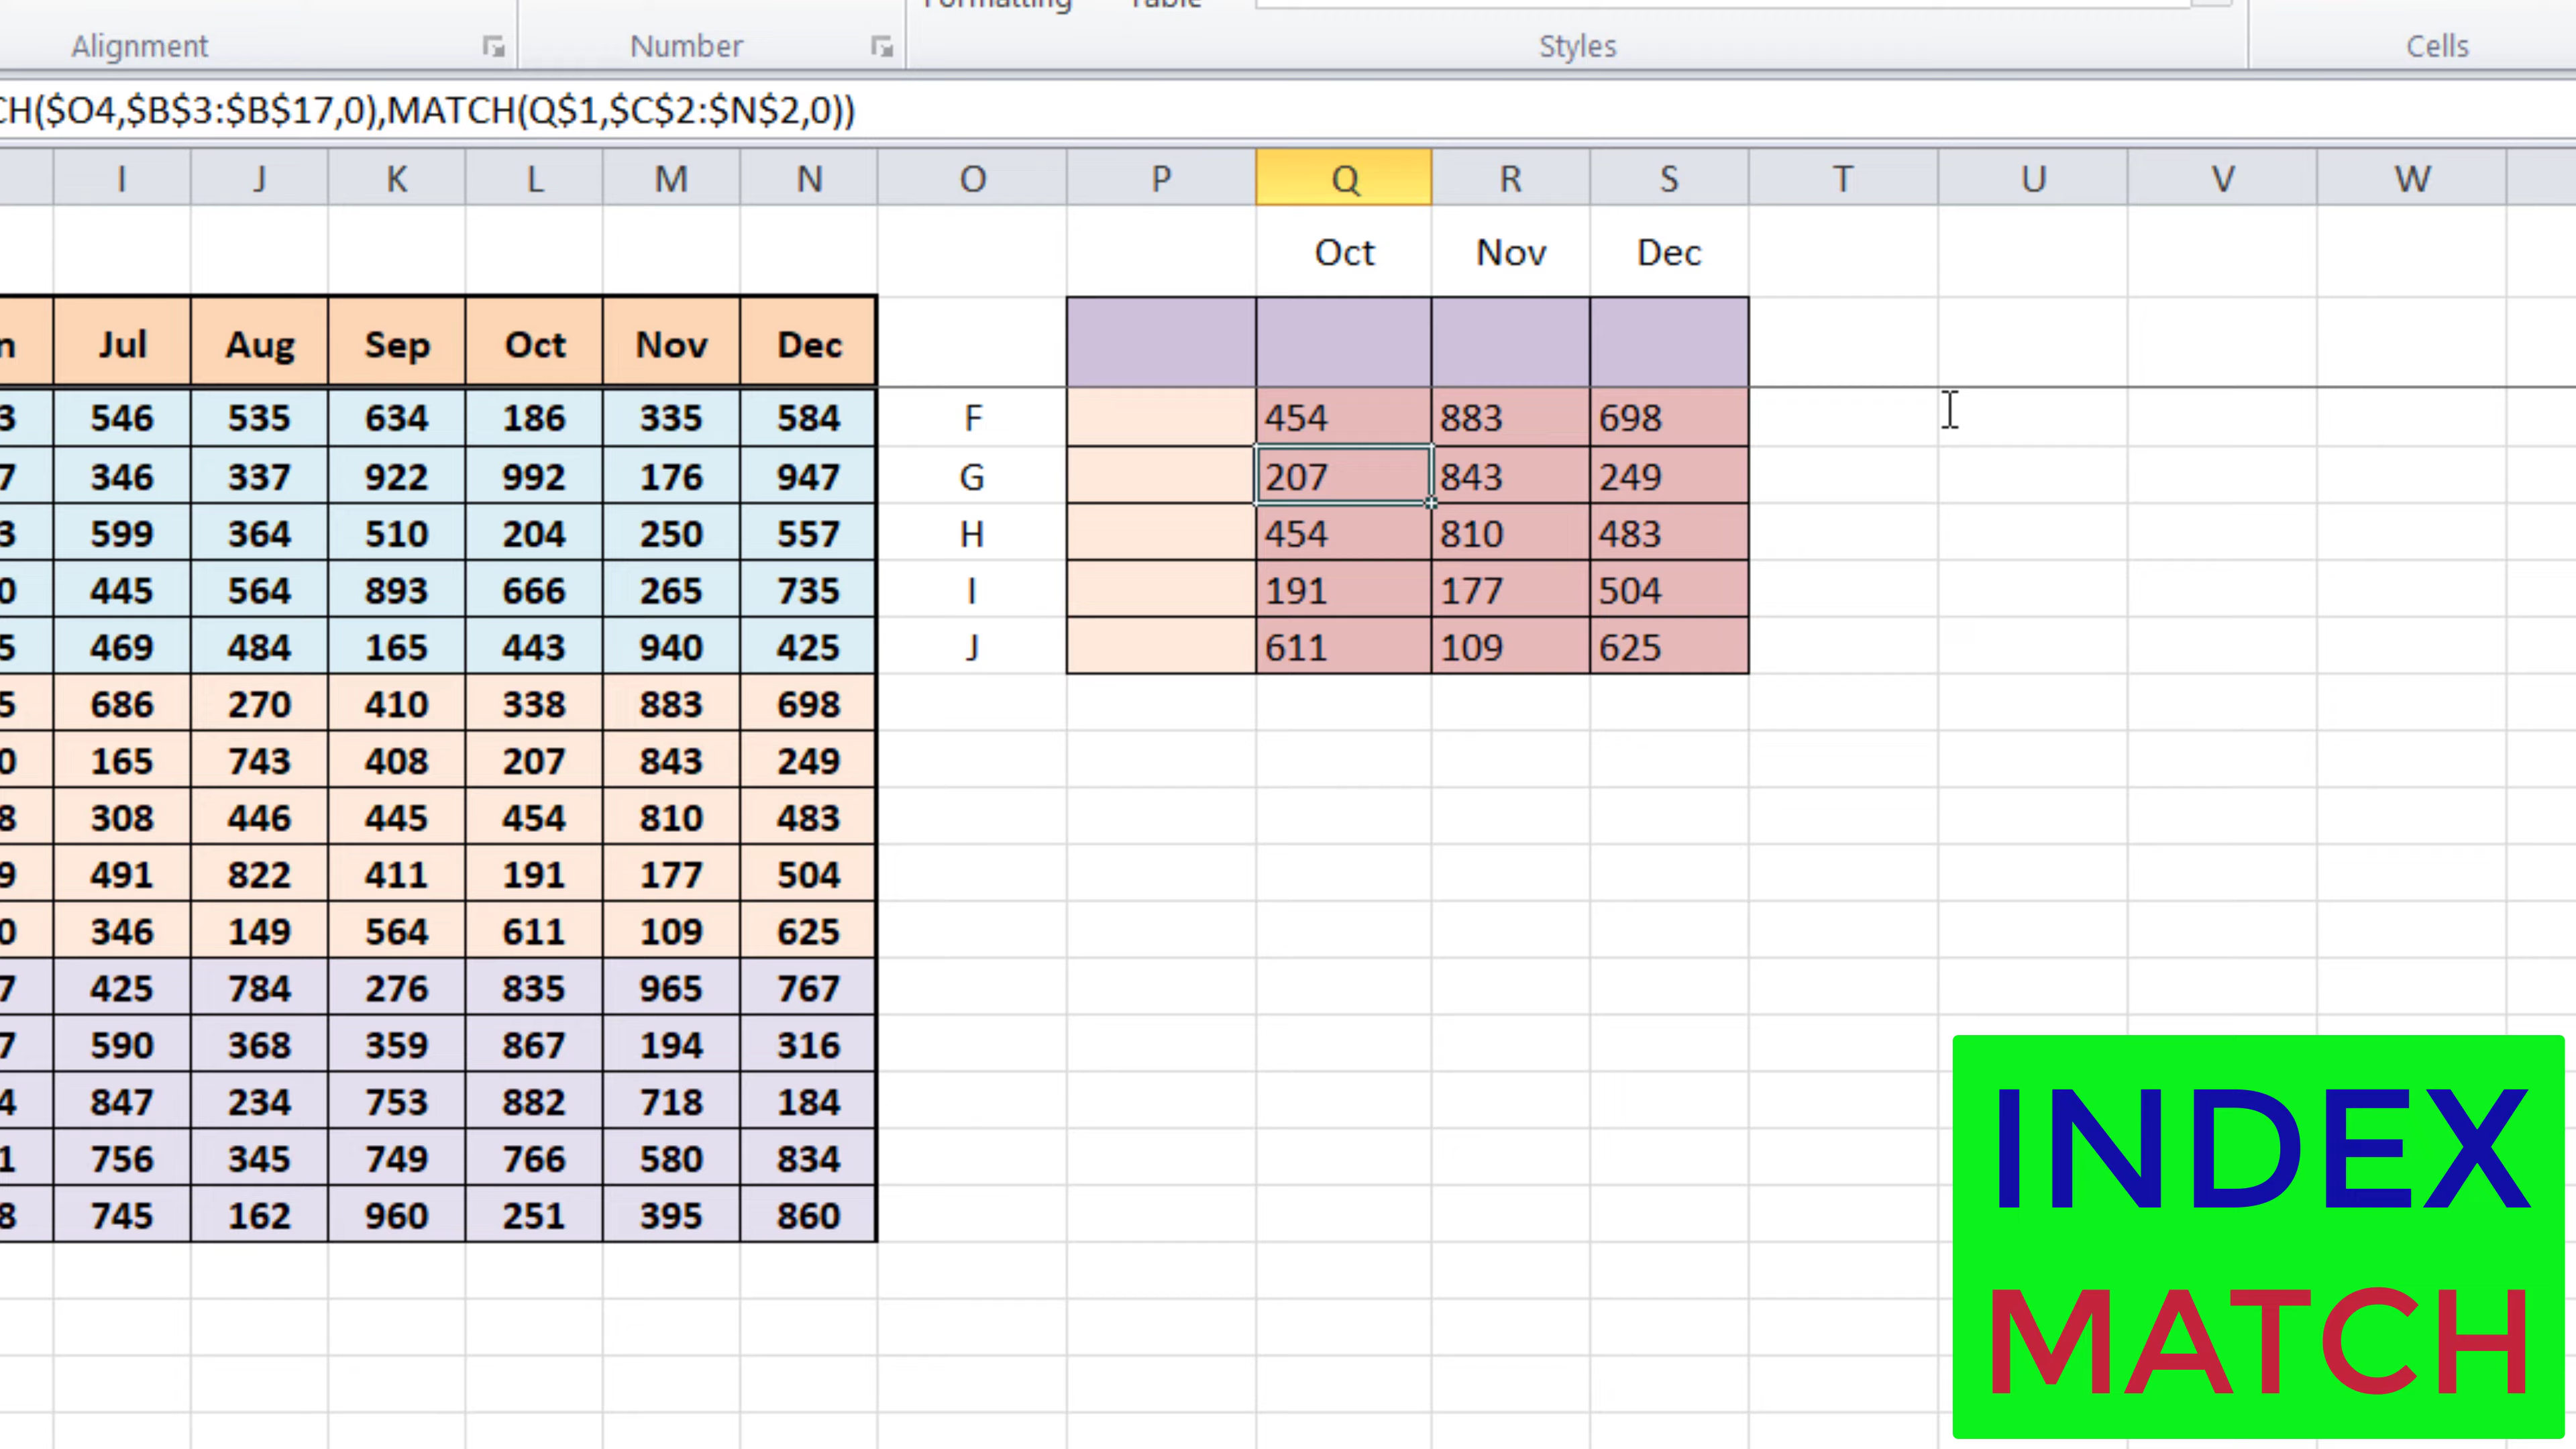 Formatting Table
Alignment Number Styles Cells
CH($O4,$B$3:$B$17,0),MATCH(Q$1,$C$2:$N$2,0))
I J K L M N O P Q R S T U V W
Oct Nov Dec
n Jul Aug Sep Oct Nov Dec
3 546 535 634 186 335 584 F 454 883 698
7 346 337 922 992 176 947 G 207 843 249
3 599 364 510 204 250 557 H 454 810 483
0 445 564 893 666 265 735 I 191 177 504
5 469 484 165 443 940 425 J 611 109 625
5 686 270 410 338 883 698
0 165 743 408 207 843 249
8 308 446 445 454 810 483
9 491 822 411 191 177 504
0 346 149 564 611 109 625
7 425 784 276 835 965 767
7 590 368 359 867 194 316
4 847 234 753 882 718 184
1 756 345 749 766 580 834
8 745 162 960 251 395 860
INDEX
MATCH